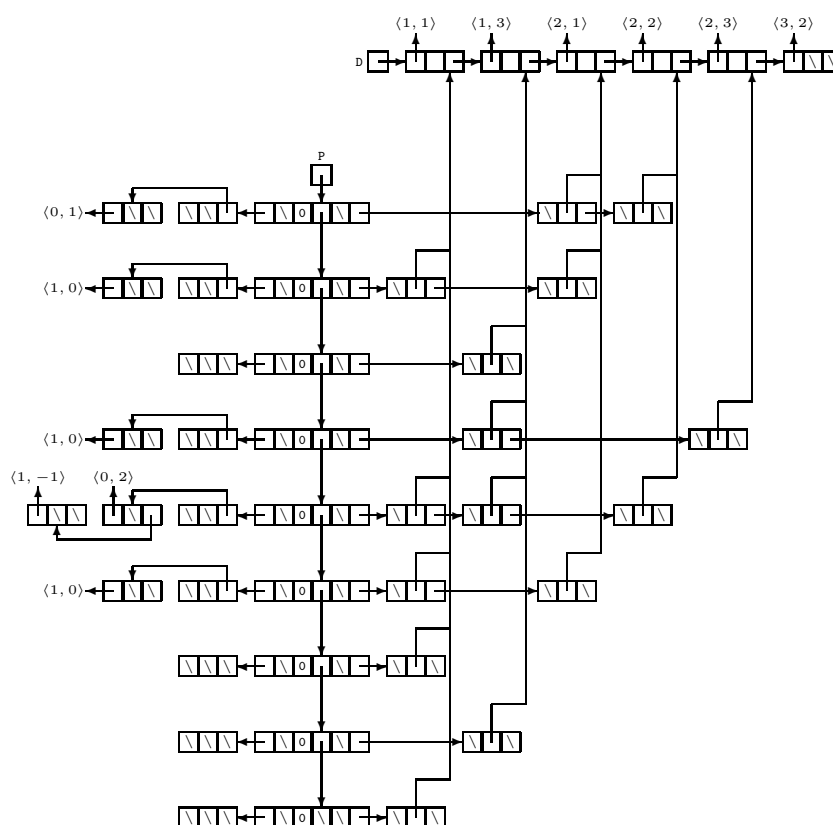 ⟨1, 1⟩ ⟨1, 3⟩ ⟨2, 1⟩ ⟨2, 2⟩ ⟨2, 3⟩ ⟨3, 2⟩
D \ \
P
⟨0, 1⟩ \ \ \ \ \ 0 \ \ \
⟨1, 0⟩ \ \ \ \ \ 0 \ \ \ \
\ \ \ \ 0 \ \ \
⟨1, 0⟩ \ \ \ \ \ 0 \ \ \ \
⟨1, −1⟩ ⟨0, 2⟩
\ \ \ \ \ \ 0 \ \ \ \ \
⟨1, 0⟩ \ \ \ \ \ 0 \ \ \ \
\ \ \ \ 0 \ \ \
\ \ \ \ 0 \ \ \
\ \ \ \ 0 \ \ \